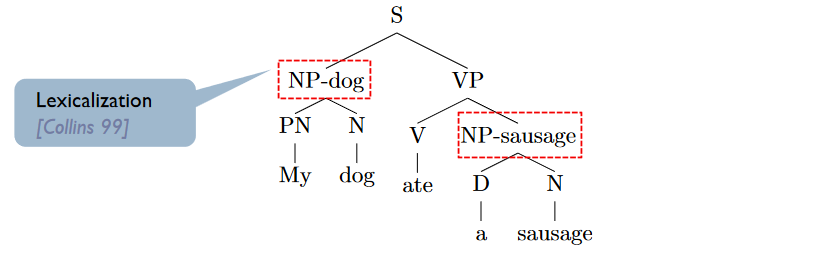 S
NP-dog VP
Lexicalization
[Collins 99]
PN N V NP-sausage
My dog ate D N
a sausage